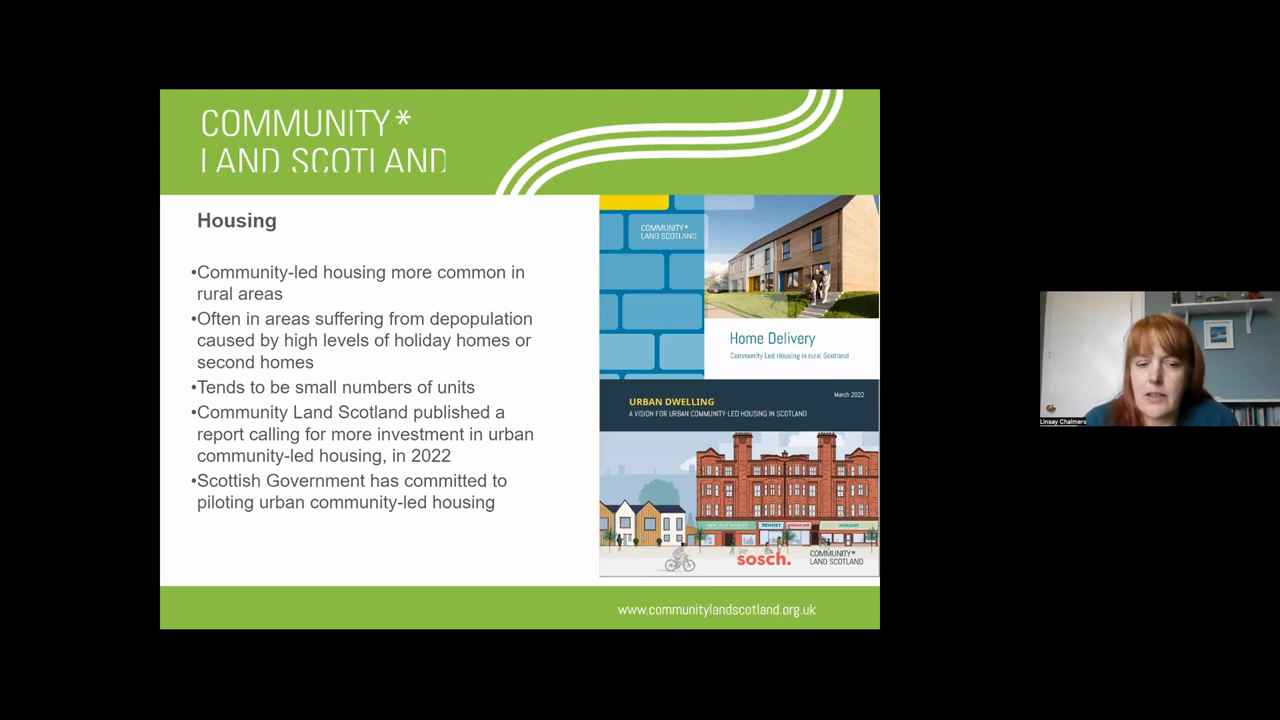 COMMUNITY*
LAND SCOTLAND
Housing
•Community-led housing more common in
rural areas
•Often in areas suffering from depopulation
caused by high levels of holiday homes or
second homes
•Tends to be small numbers of units
•Community Land Scotland published a
report calling for more investment in urban
community-led housing, in 2022
•Scottish Government has committed to
piloting urban community-led housing
COMMUNITY*
LAND SCOTLAND
Home Delivery
Community Led Housing in rural Scotland
March 2022
URBAN DWELLING
A VISION FOR URBAN COMMUNITY-LED HOUSING IN SCOTLAND
NURSERY
sosch.
COMMUNITY*
LAND SCOTLAND
www.communitylandscotland.org.uk
Linsay Chalmers